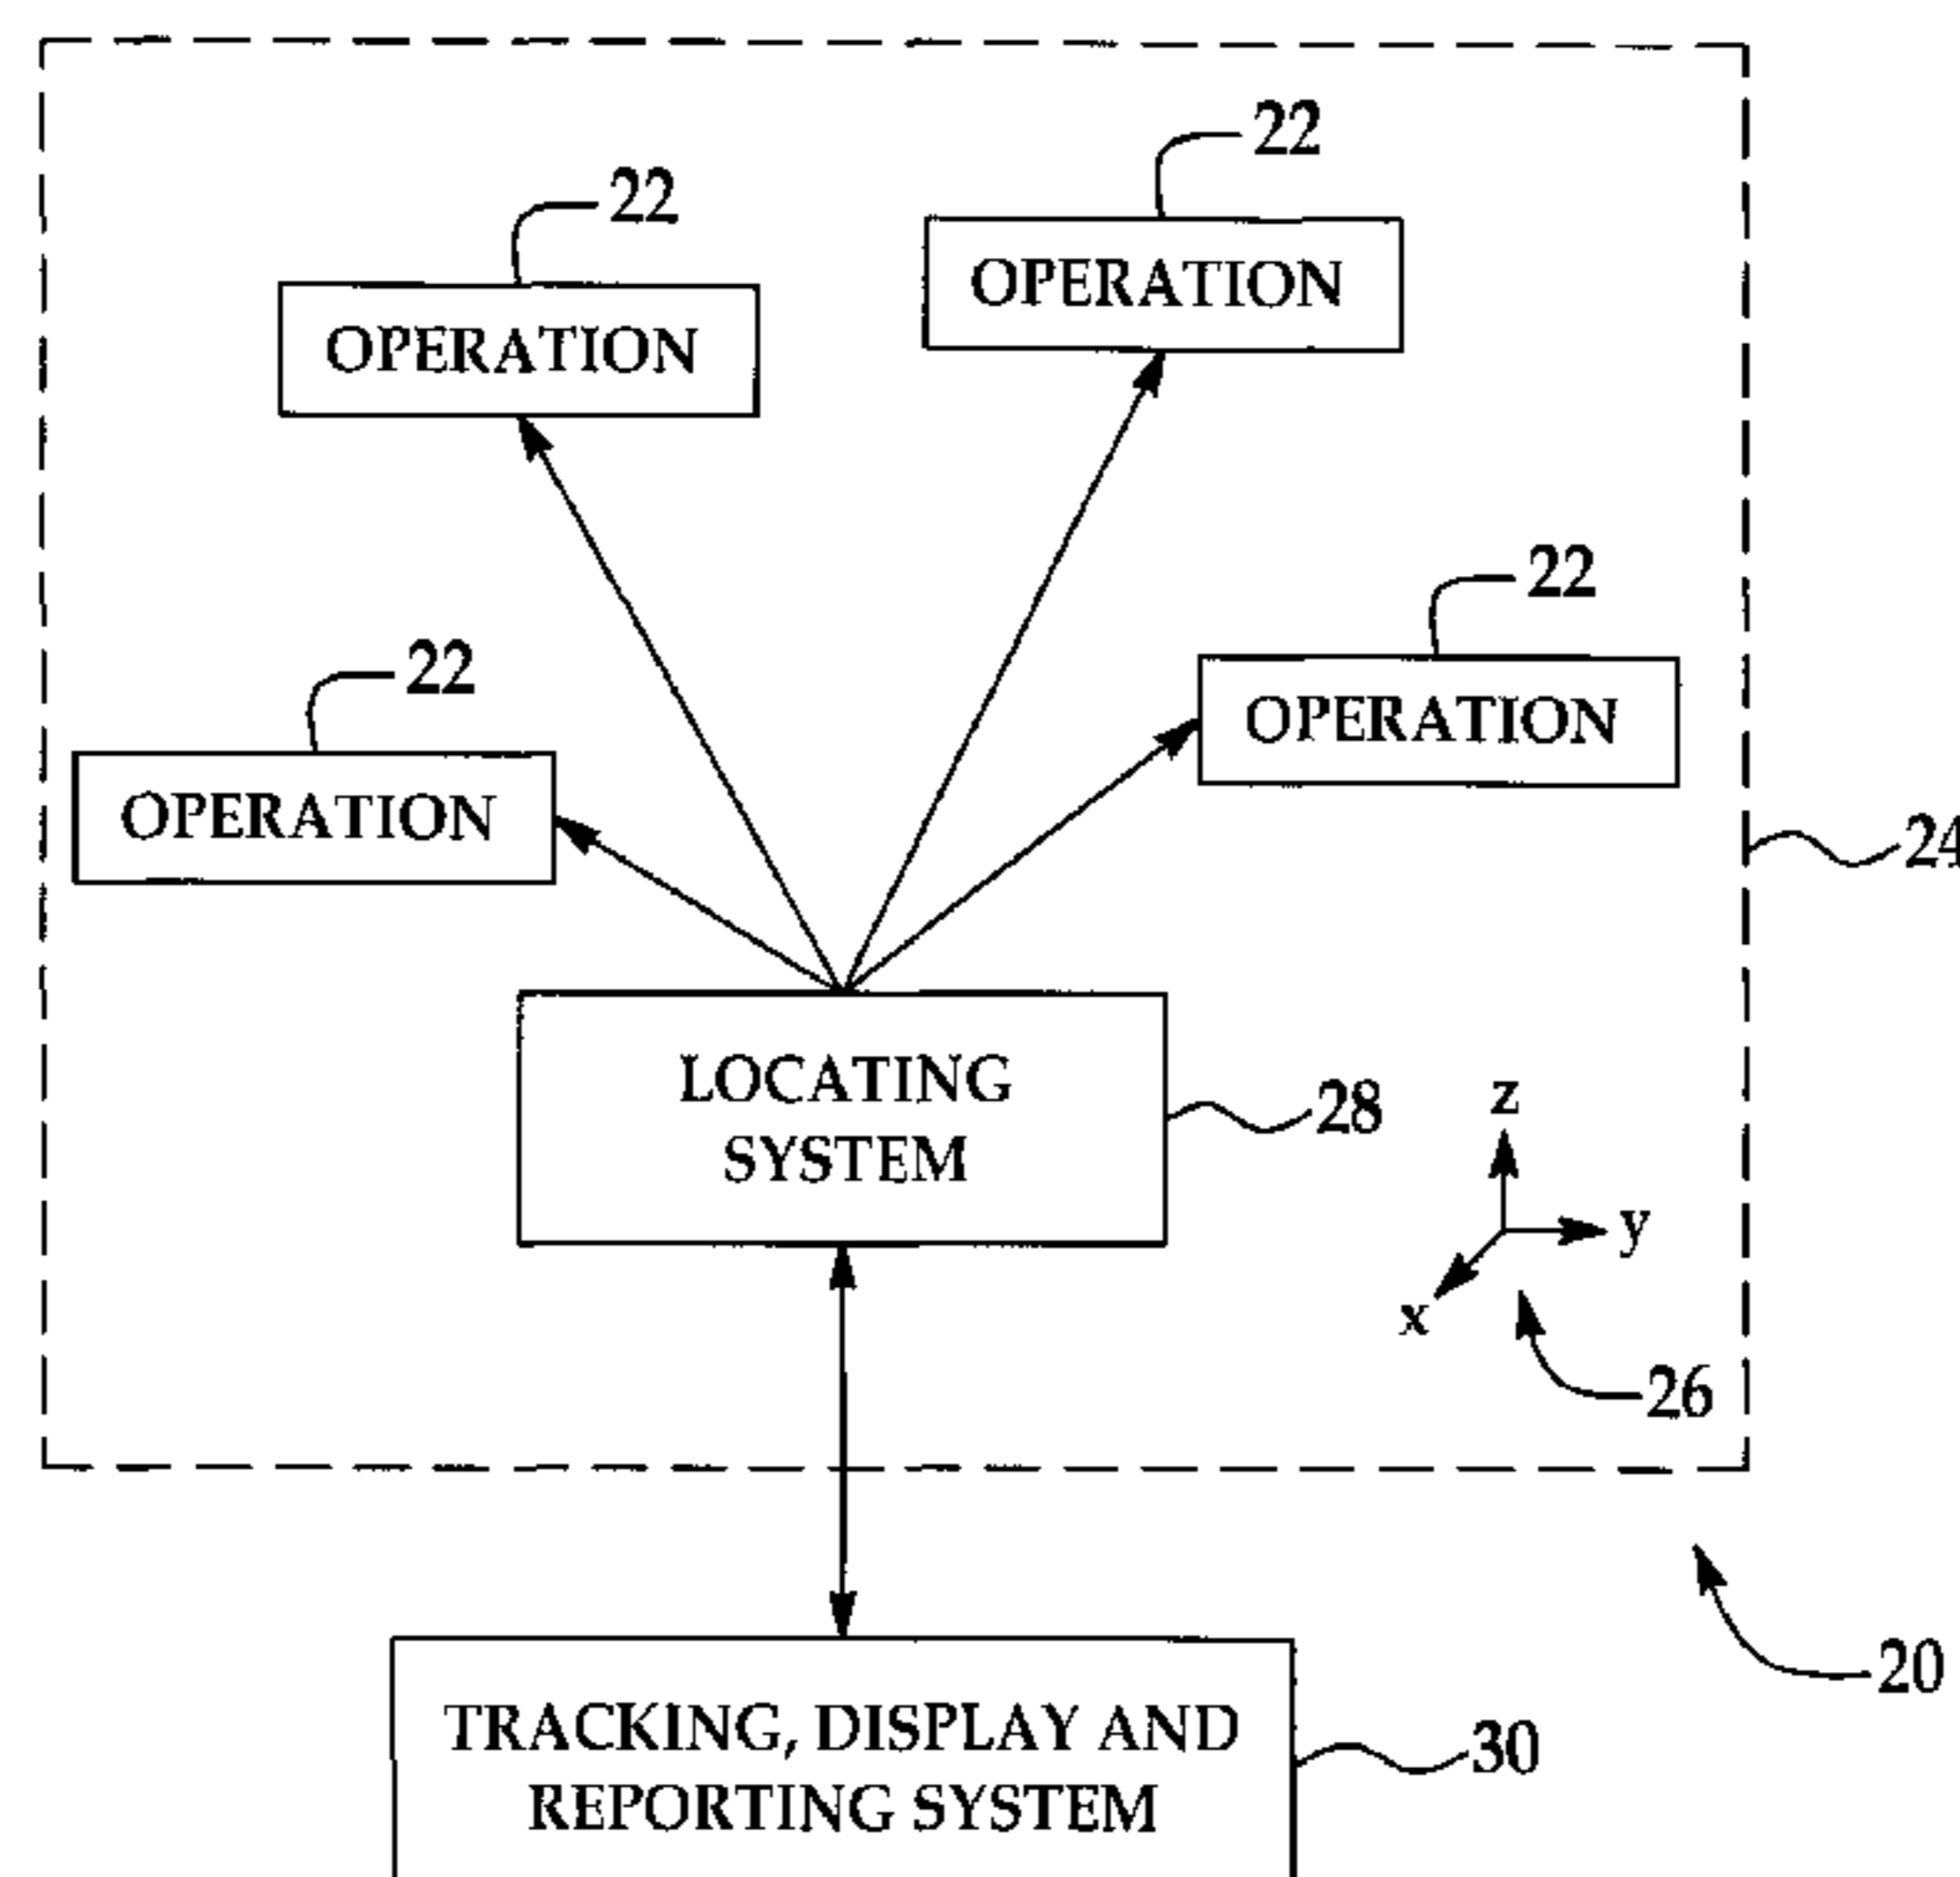 22
22
OPERATION
OPERATION
22
22
OPERATION
OPERATION
24
LOCATING
SYSTEM
28
z
y
x
26
20
TRACKING, DISPLAY AND
REPORTING SYSTEM
30